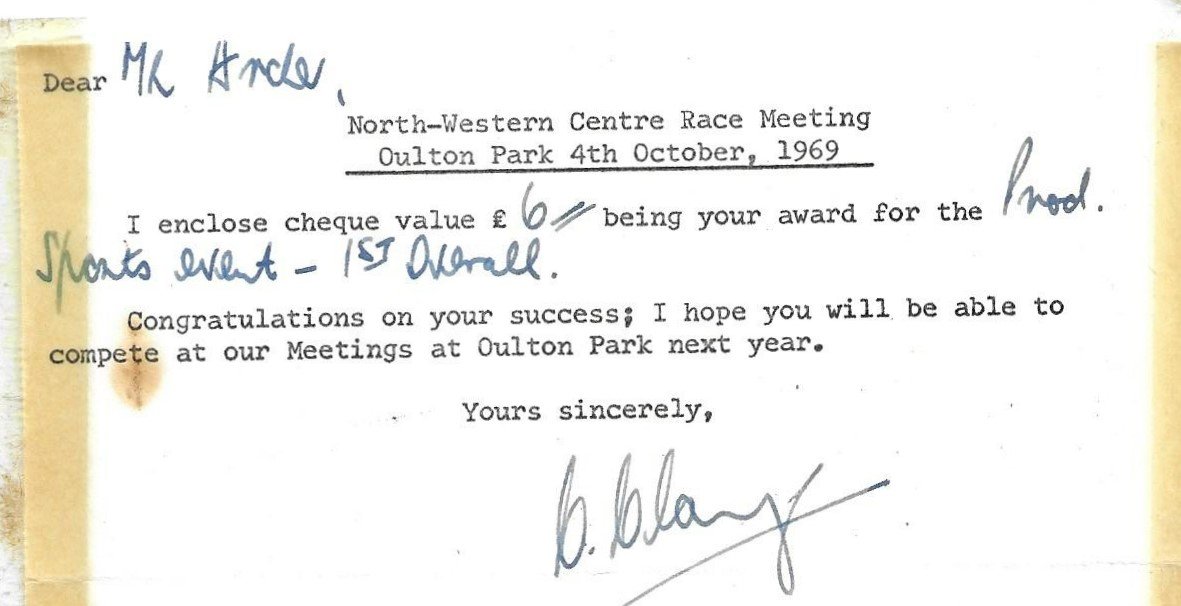 Dear Mr
North-Western Centre Race Meeting
Oulton Park 4th October, 1969
I enclose cheque value £ 6 // being your award for the Prod.
Sports event - 1ST Overall.
Congratulations on your success; I hope you will be able to
compete at our Meetings at Oulton Park next year.
Yours sincerely,